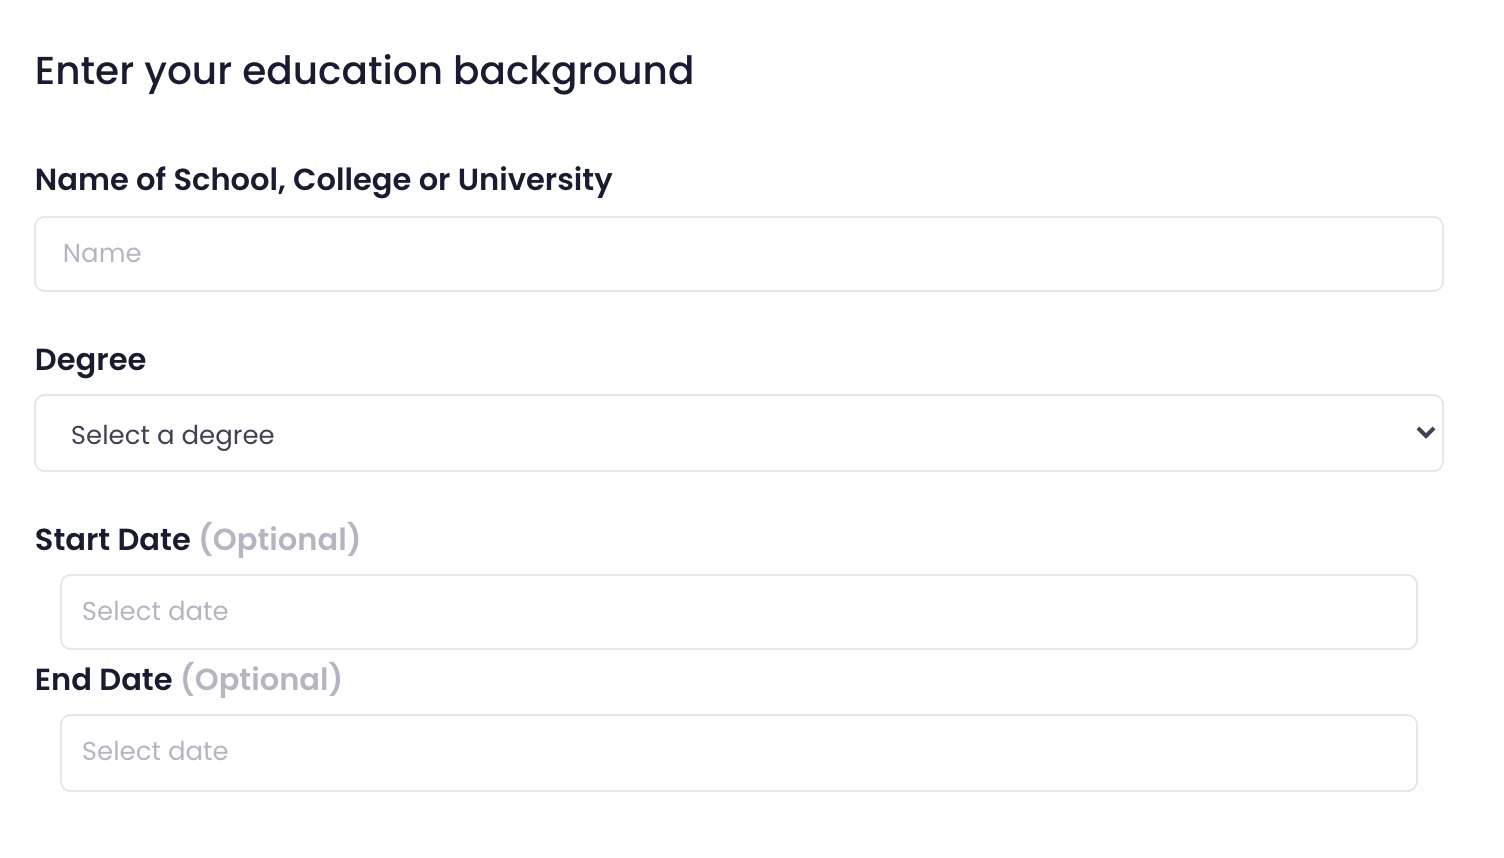 Enter your education background
Name of School, College or University
Name
Degree
Select a degree
Start Date (Optional)
Select date
End Date (Optional)
Select date